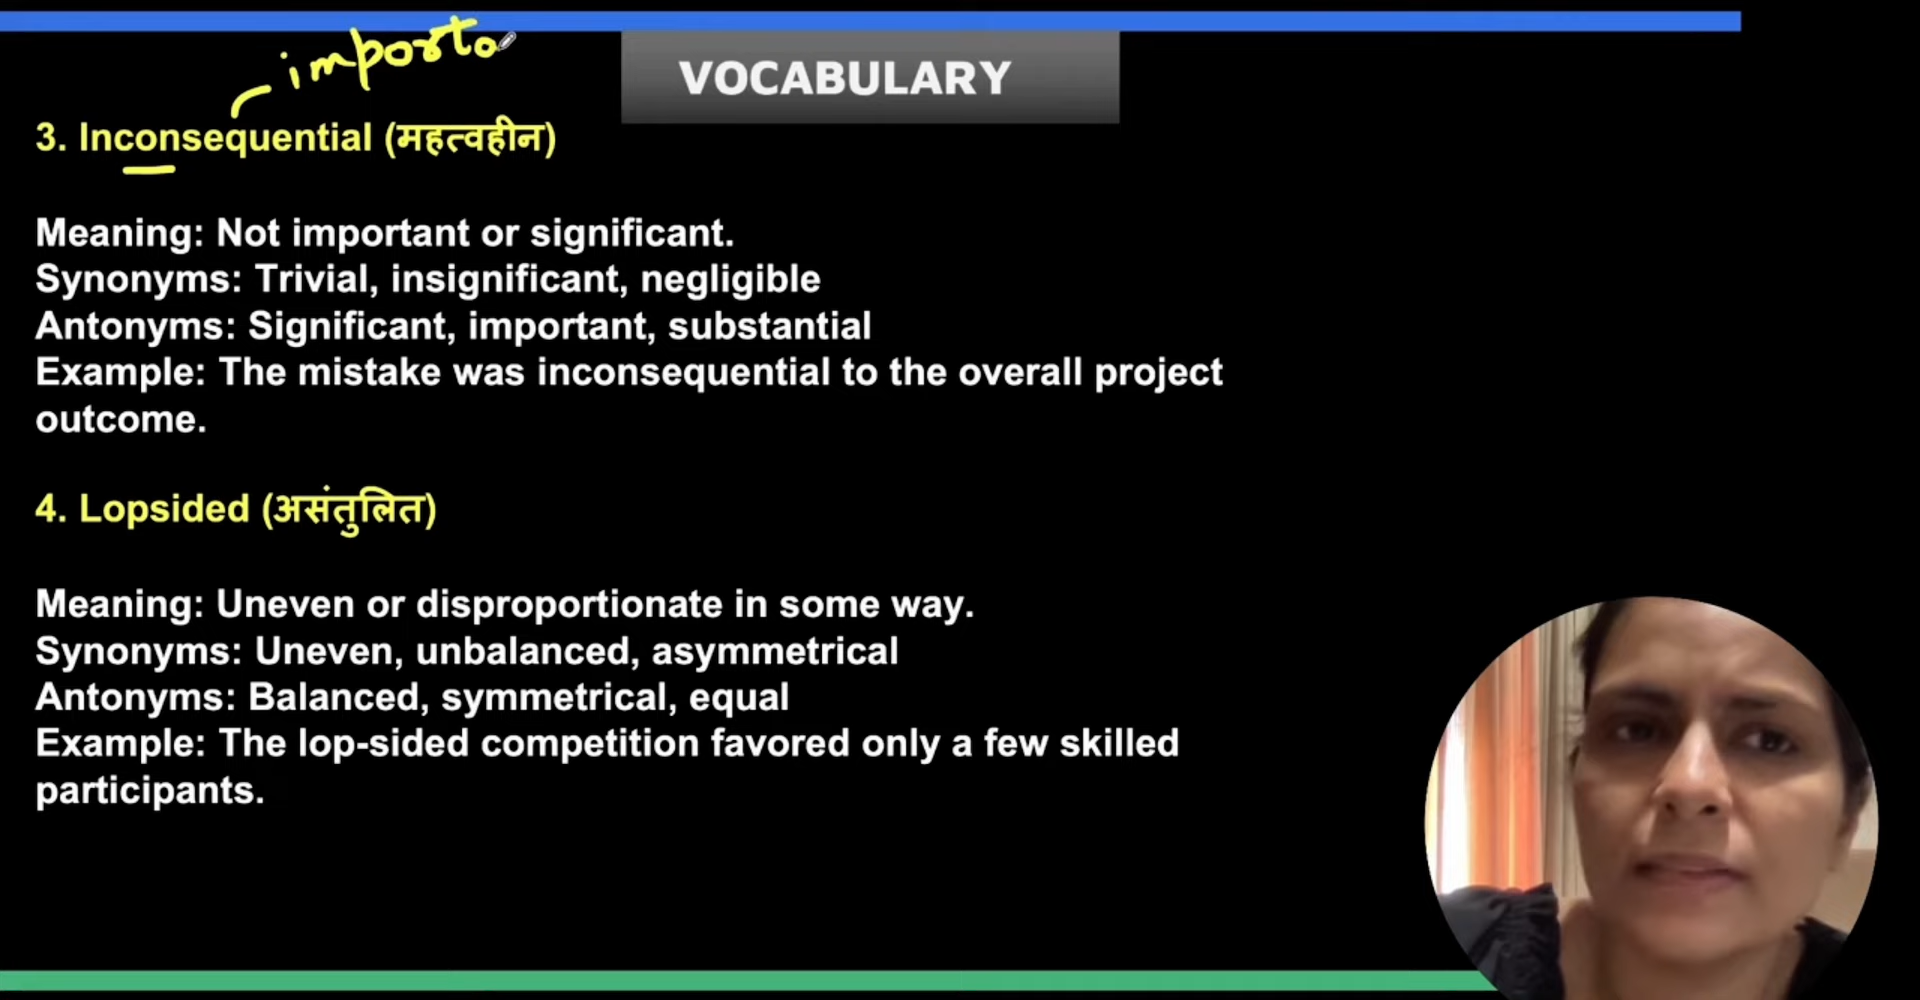 importa
VOCABULARY
3. Inconsequential (महत्वहीन)
Meaning: Not important or significant.
Synonyms: Trivial, insignificant, negligible
Antonyms: Significant, important, substantial
Example: The mistake was inconsequential to the overall project
outcome.
4. Lopsided (असंतुलित)
Meaning: Uneven or disproportionate in some way.
Synonyms: Uneven, unbalanced, asymmetrical
Antonyms: Balanced, symmetrical, equal
Example: The lop-sided competition favored only a few skilled
participants.